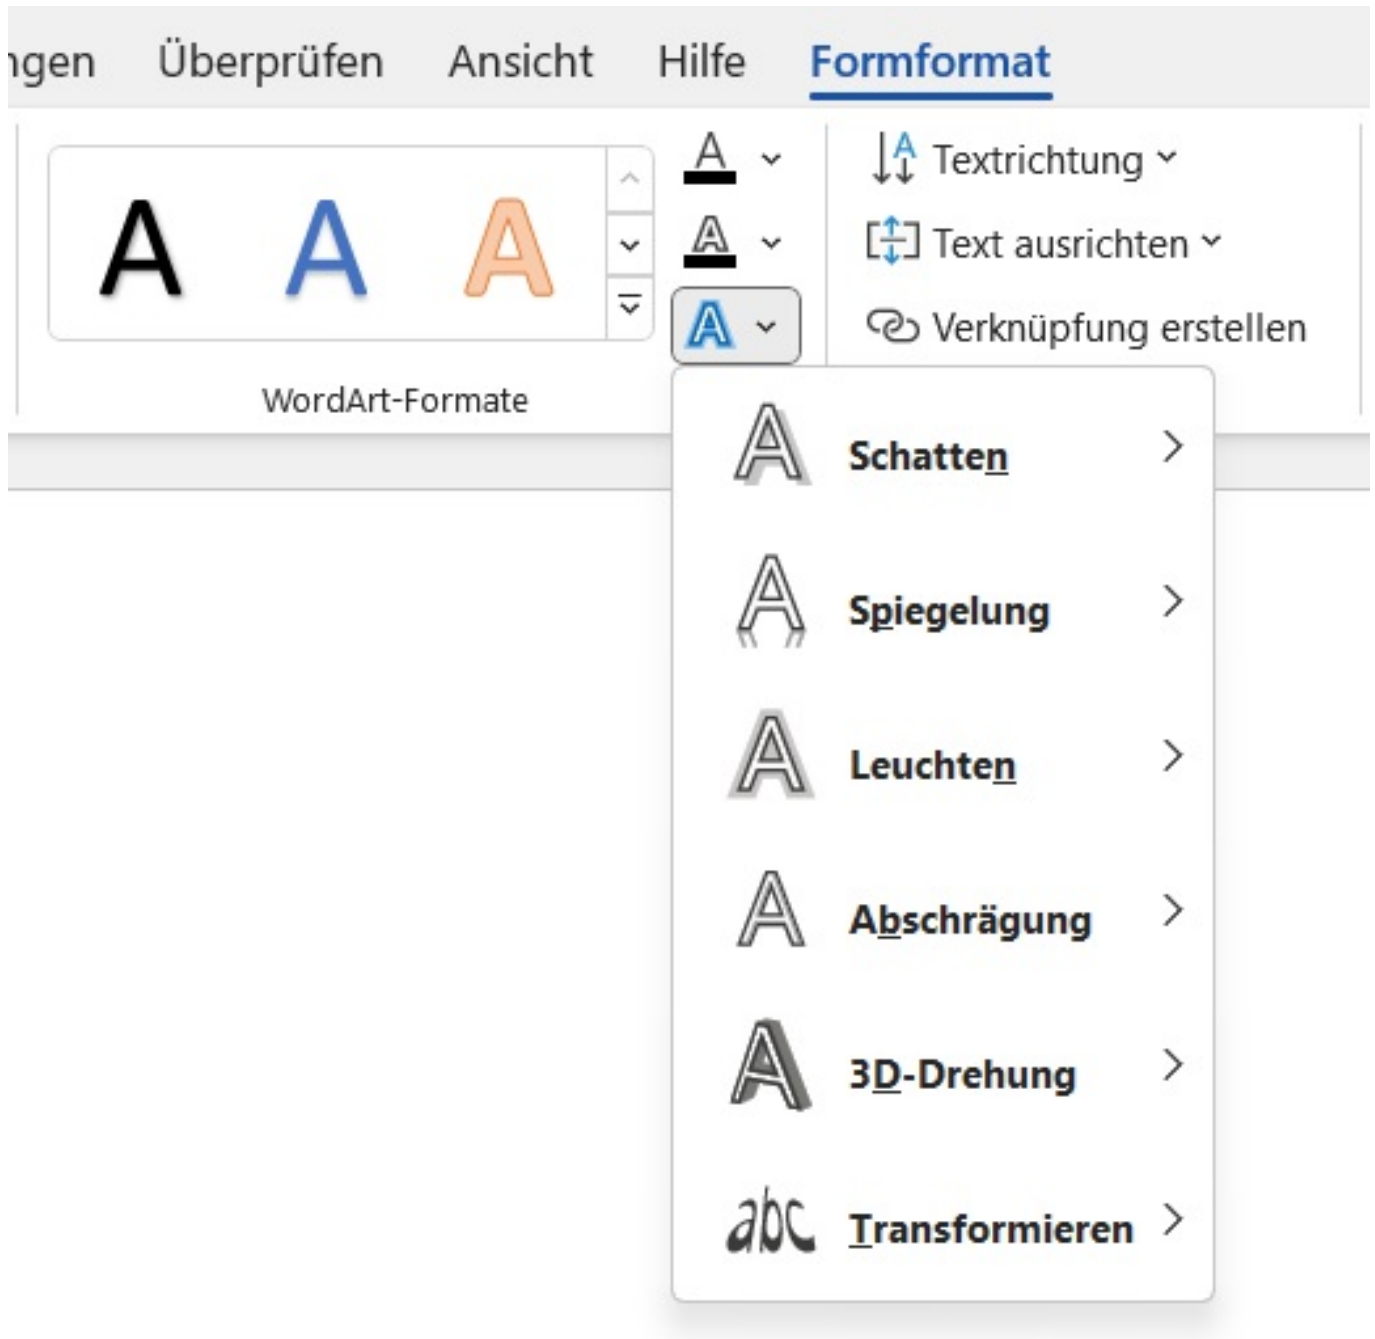 Überprüfen Ansicht Hilfe Formformat
A A A A Textrichtung
A Text ausrichten
A Verknüpfung erstellen
WordArt-Formate
A Schatten
A Spiegelung
A Leuchten
A Abschrägung
A 3D-Drehung
abc Transformieren